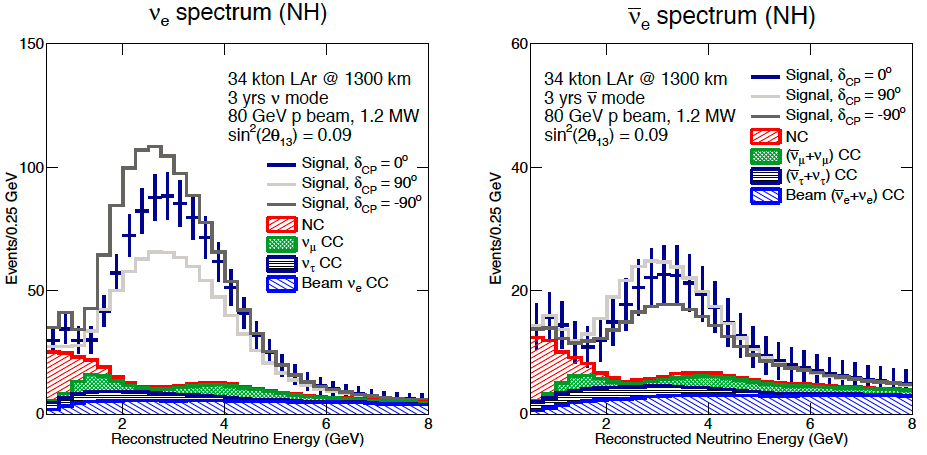 νe spectrum (NH)
150
100
50
0
Events/0.25 GeV
34 kton LAr @ 1300 km
3 yrs ν mode
80 GeV p beam, 1.2 MW
sin²(2θ₁₃) = 0.09
Signal, δCP = 0°
Signal, δCP = 90°
Signal, δCP = -90°
NC
νμ CC
ντ CC
Beam νe CC
2 4 6 8
Reconstructed Neutrino Energy (GeV)
ν̅e spectrum (NH)
60
40
20
0
Events/0.25 GeV
34 kton LAr @ 1300 km
3 yrs ν̅ mode
80 GeV p beam, 1.2 MW
sin²(2θ₁₃) = 0.09
Signal, δCP = 0°
Signal, δCP = 90°
Signal, δCP = -90°
NC
(ν̅μ+νμ) CC
(ν̅τ+ντ) CC
Beam (ν̅e+νe) CC
2 4 6 8
Reconstructed Neutrino Energy (GeV)